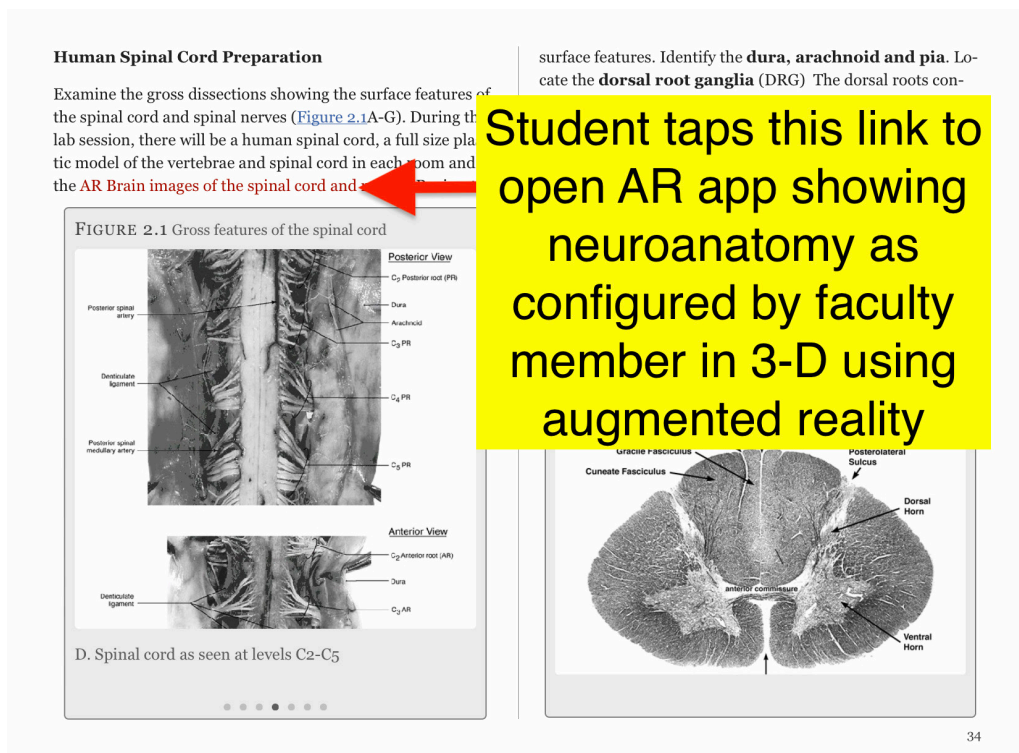 Human Spinal Cord Preparation
Examine the gross dissections showing the surface features of
the spinal cord and spinal nerves (Figure 2.1A-G). During th
lab session, there will be a human spinal cord, a full size pla
tic model of the vertebrae and spinal cord in each room and
the AR Brain images of the spinal cord and
FIGURE 2.1 Gross features of the spinal cord
Posterior View
C2 Posterior root (PR)
Posterior spinal
artery
Dura
Arachnoid
C3 PR
Denticulate
ligament
C4 PR
Posterior spinal
medullary artery
C5 PR
Anterior View
C2 Anterior root (AR)
Dura
Denticulate
ligament
C3 AR
D. Spinal cord as seen at levels C2-C5
surface features. Identify the dura, arachnoid and pia. Lo-
cate the dorsal root ganglia (DRG) The dorsal roots con-
Student taps this link to
open AR app showing
neuroanatomy as
configured by faculty
member in 3-D using
augmented reality
Gracile Fasciculus
Cuneate Fasciculus
Posterolateral
Sulcus
Dorsal
Horn
anterior commissure
Ventral
Horn
34